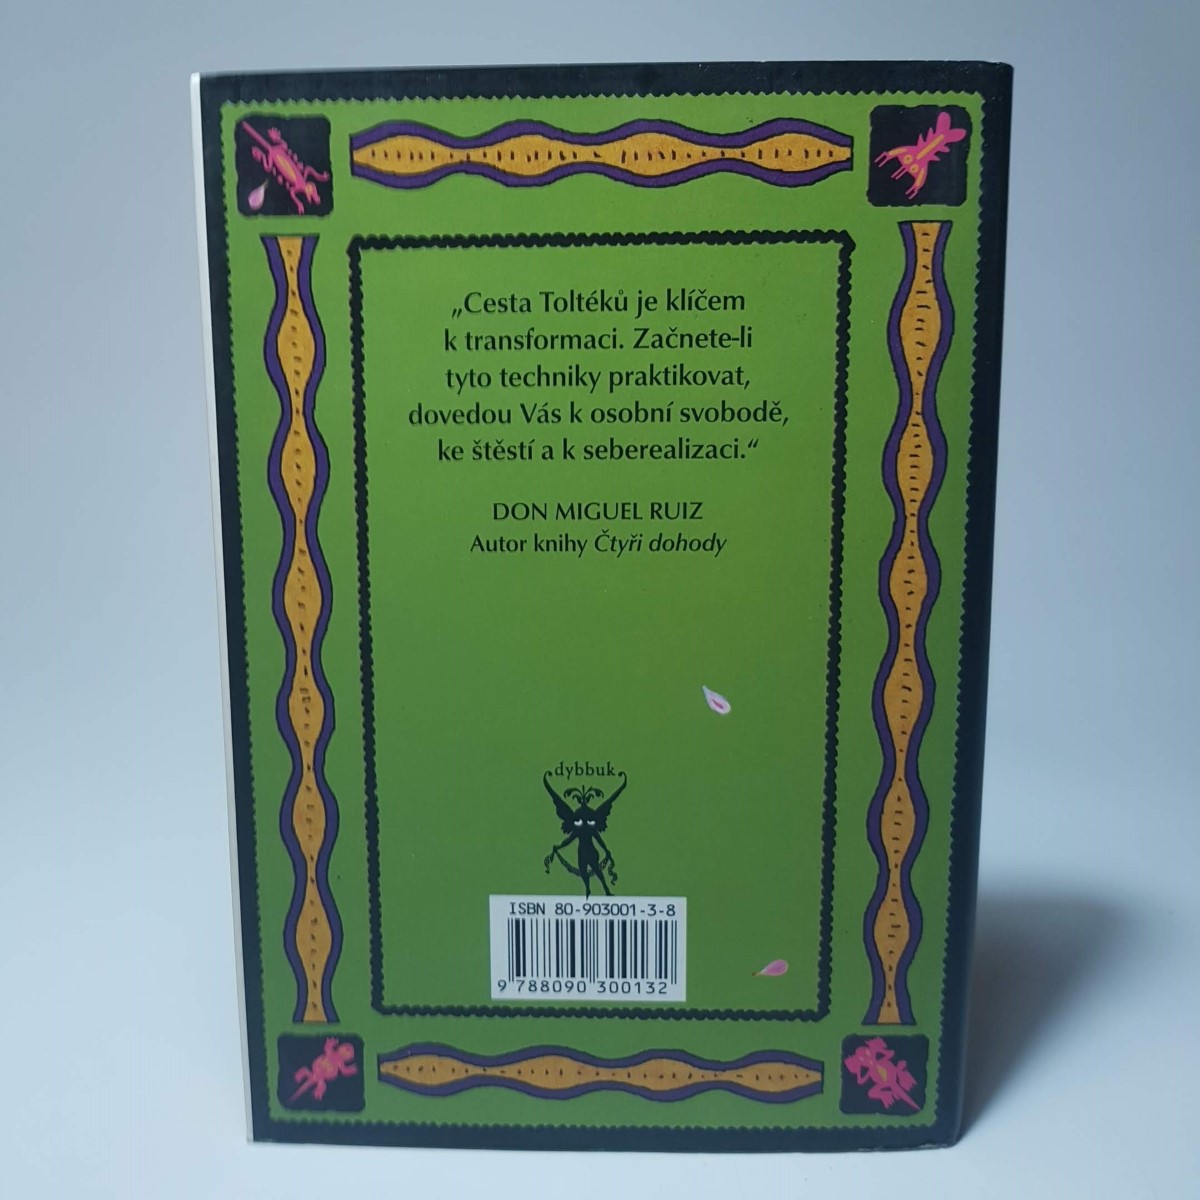 „Cesta Toltéků je klíčem
k transformaci. Začnete-li
tyto techniky praktikovat,
dovedou Vás k osobní svobodě,
ke štěstí a k seberealizaci.“
DON MIGUEL RUIZ
Autor knihy Čtyři dohody
dybbuk
ISBN 80-903001-3-8
9 788090 300132